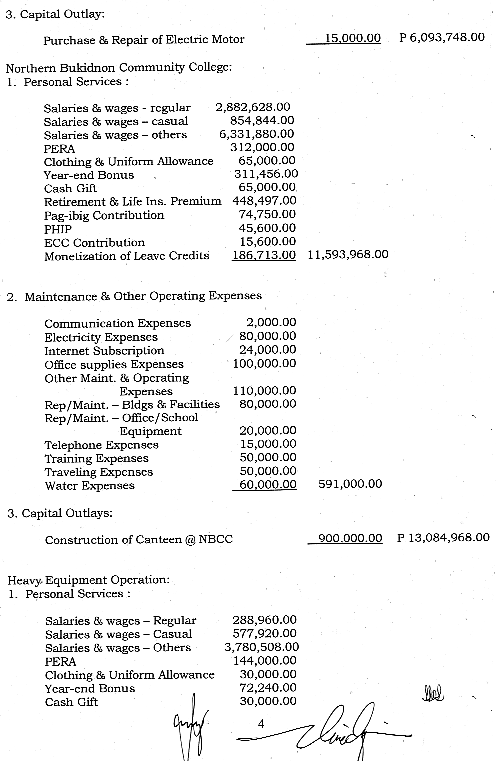 3. Capital Outlay:
Purchase & Repair of Electric Motor 15,000.00 P 6,093,748.00
Northern Bukidnon Community College:
1. Personal Services :
Salaries & wages - regular 2,882,628.00
Salaries & wages – casual 854,844.00
Salaries & wages – others 6,331,880.00
PERA 312,000.00
Clothing & Uniform Allowance 65,000.00
Year-end Bonus 311,456.00
Cash Gift 65,000.00
Retirement & Life Ins. Premium 448,497.00
Pag-ibig Contribution 74,750.00
PHIP 45,600.00
ECC Contribution 15,600.00
Monetization of Leave Credits 186,713.00 11,593,968.00
2. Maintenance & Other Operating Expenses
Communication Expenses 2,000.00
Electricity Expenses 80,000.00
Internet Subscription 24,000.00
Office supplies Expenses 100,000.00
Other Maint. & Operating
Expenses 110,000.00
Rep/Maint. – Bldgs & Facilities 80,000.00
Rep/Maint. – Office/School
Equipment 20,000.00
Telephone Expenses 15,000.00
Training Expenses 50,000.00
Traveling Expenses 50,000.00
Water Expenses 60,000.00 591,000.00
3. Capital Outlays:
Construction of Canteen @ NBCC 900.000.00 P 13,084,968.00
Heavy Equipment Operation:
1. Personal Services :
Salaries & wages – Regular 288,960.00
Salaries & wages – Casual 577,920.00
Salaries & wages – Others 3,780,508.00
PERA 144,000.00
Clothing & Uniform Allowance 30,000.00
Year-end Bonus 72,240.00
Cash Gift 30,000.00
4